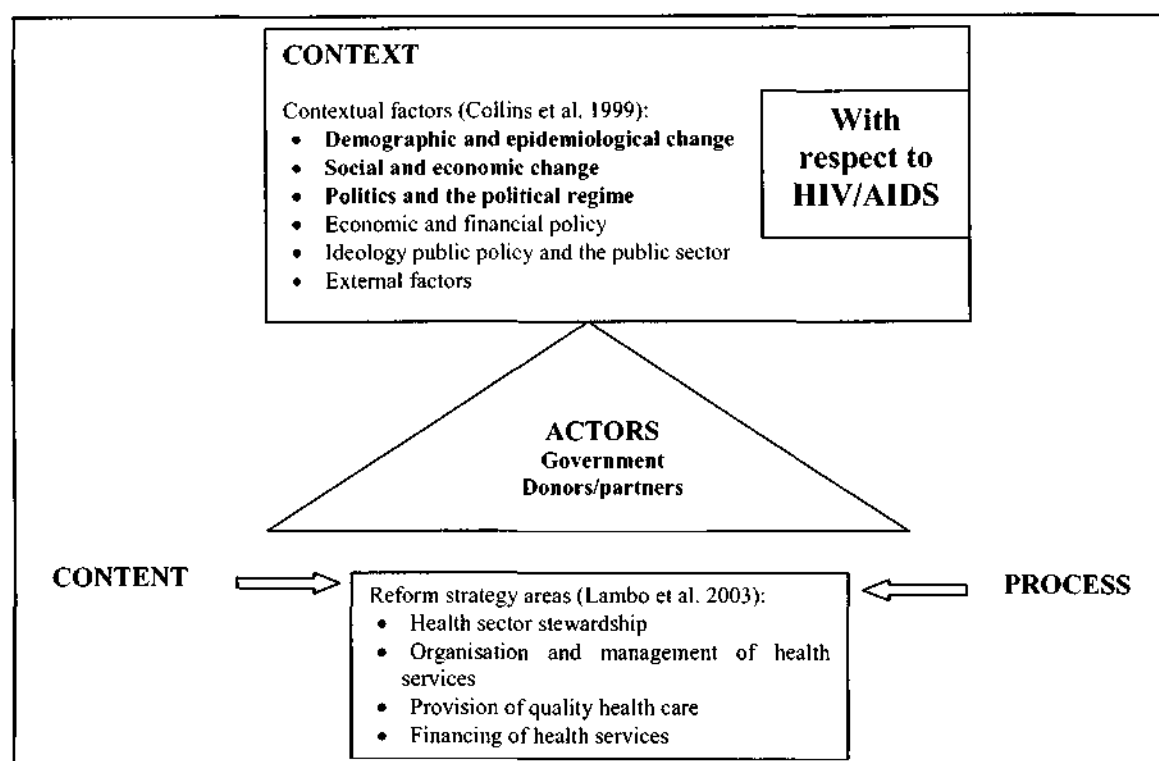 CONTEXT
Contextual factors (Collins et al. 1999):
• Demographic and epidemiological change
• Social and economic change
• Politics and the political regime
• Economic and financial policy
• Ideology public policy and the public sector
• External factors
With
respect to
HIV/AIDS
ACTORS
Government
Donors/partners
CONTENT
PROCESS
Reform strategy areas (Lambo et al. 2003):
• Health sector stewardship
• Organisation and management of health
services
• Provision of quality health care
• Financing of health services